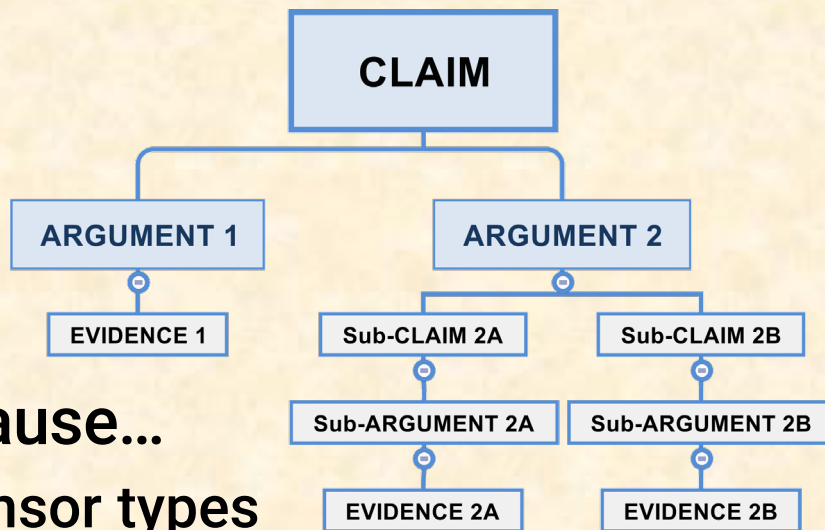 CLAIM
ARGUMENT 1 ARGUMENT 2
EVIDENCE 1 Sub-CLAIM 2A Sub-CLAIM 2B
Sub-ARGUMENT 2A Sub-ARGUMENT 2B
ause…
nsor types
EVIDENCE 2A EVIDENCE 2B